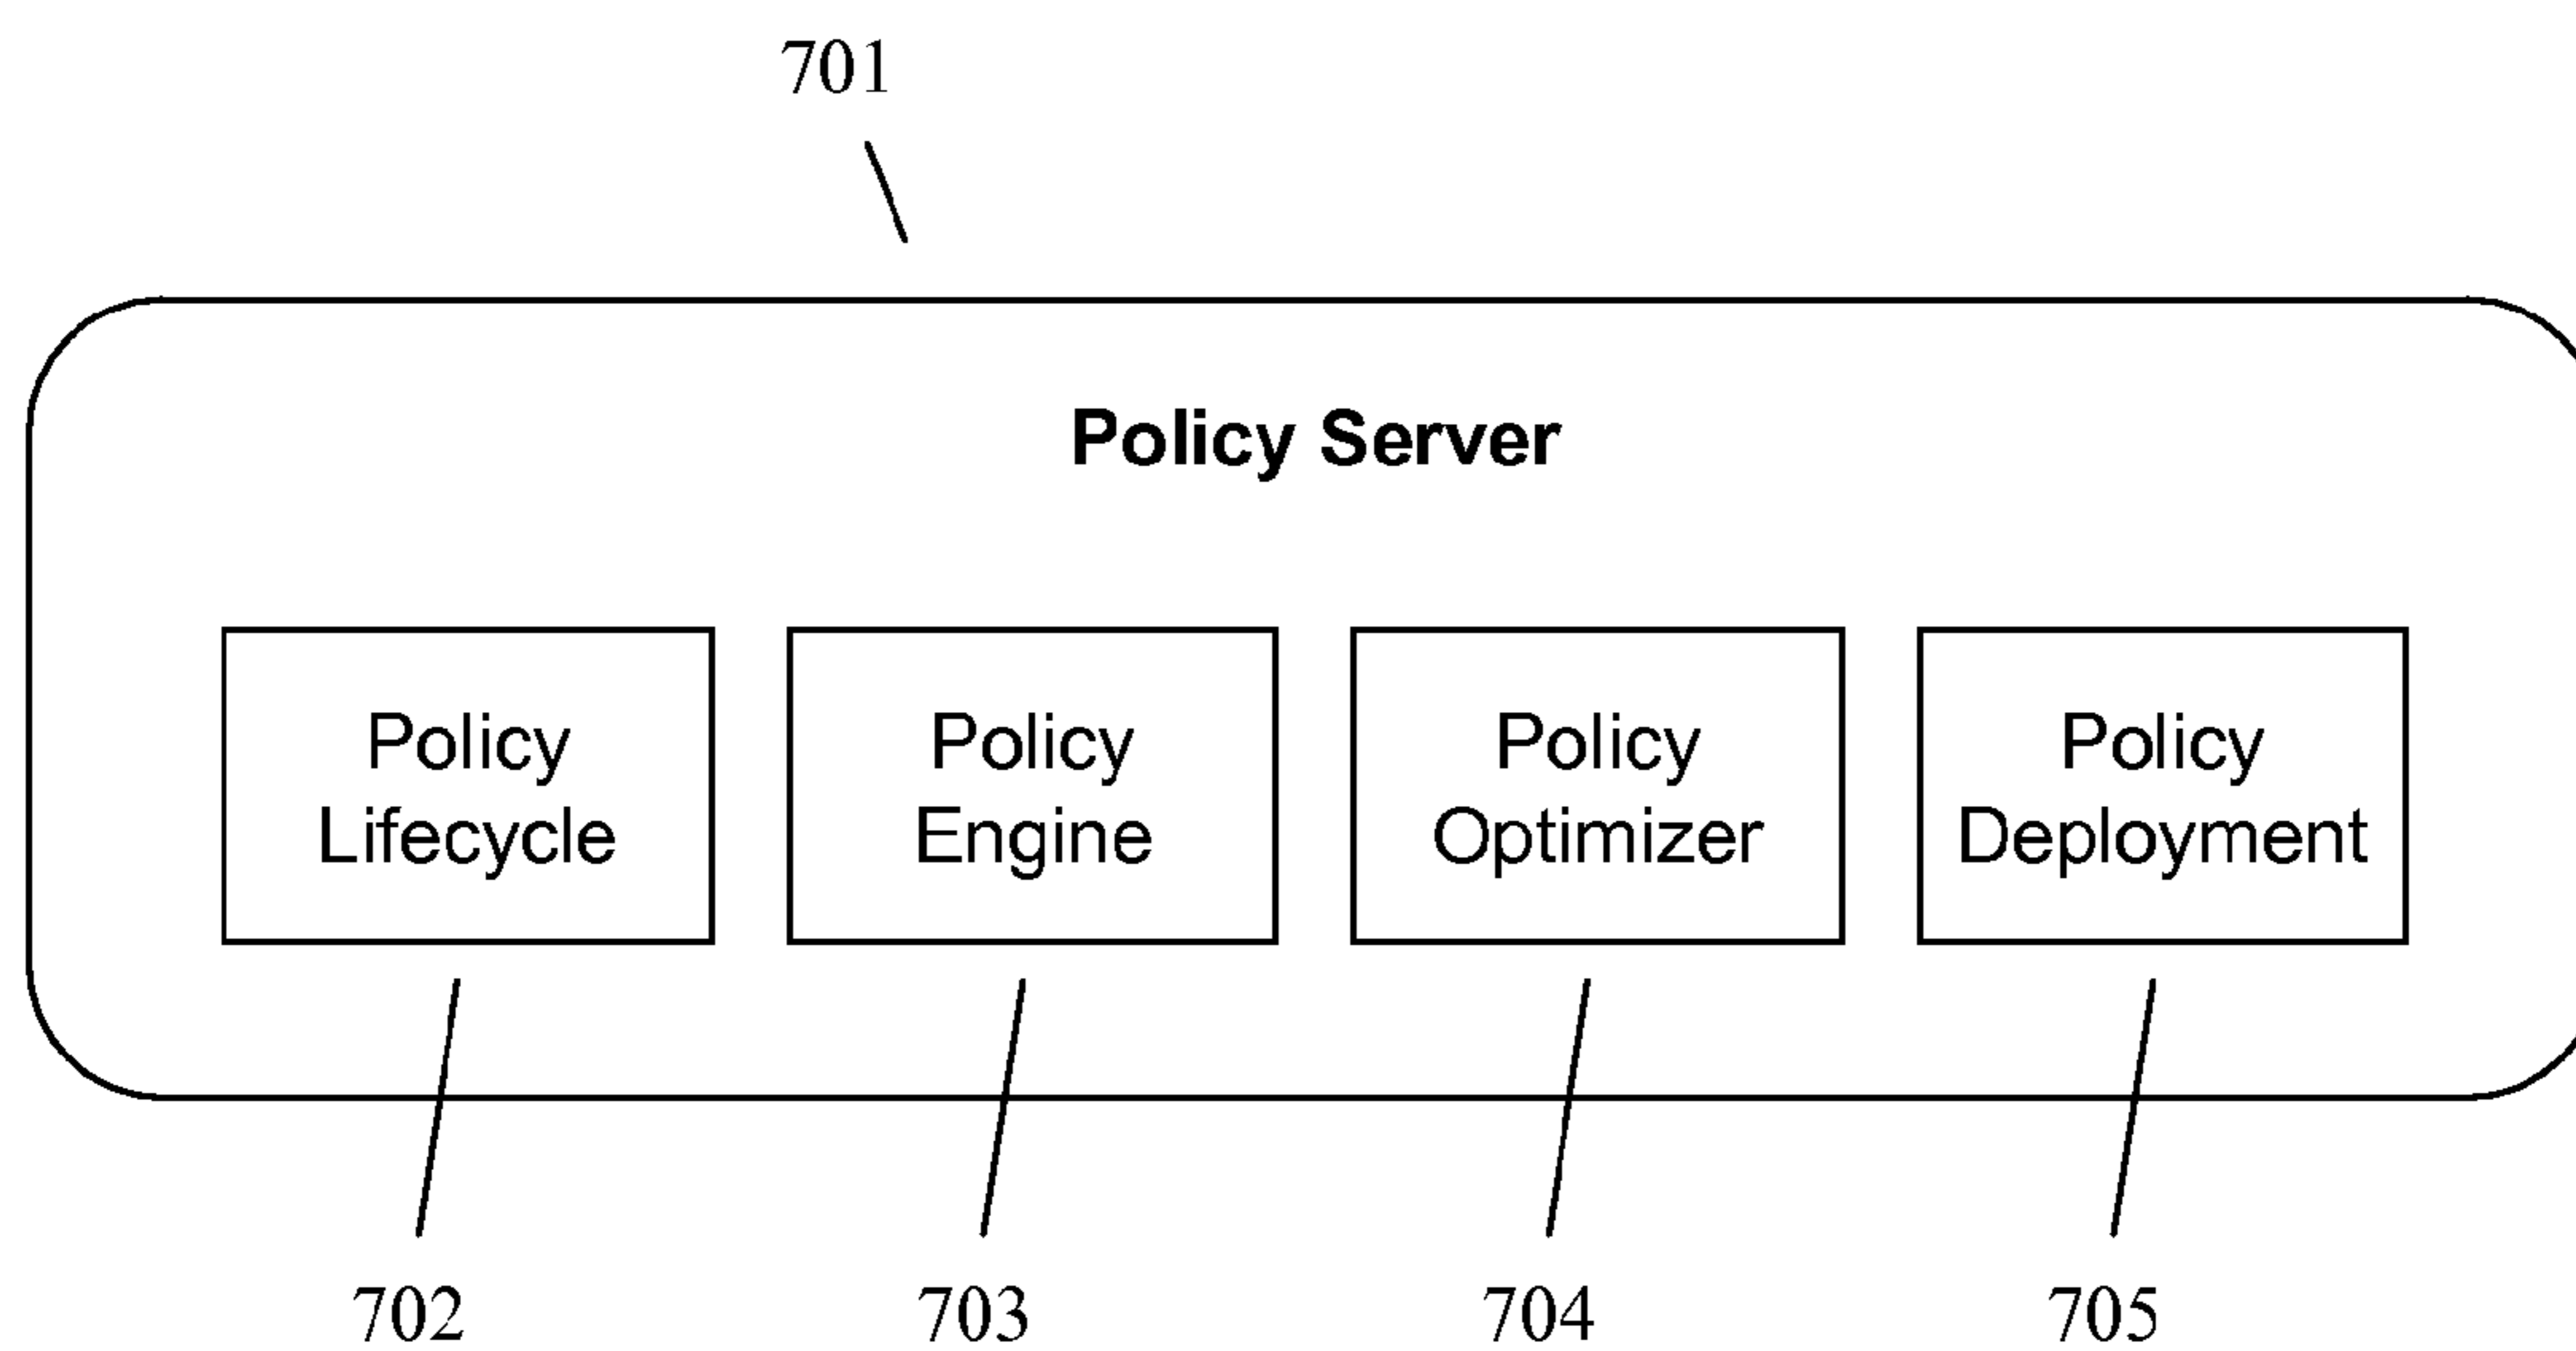 701
Policy Server
Policy
Lifecycle
Policy
Engine
Policy
Optimizer
Policy
Deployment
702
703
704
705